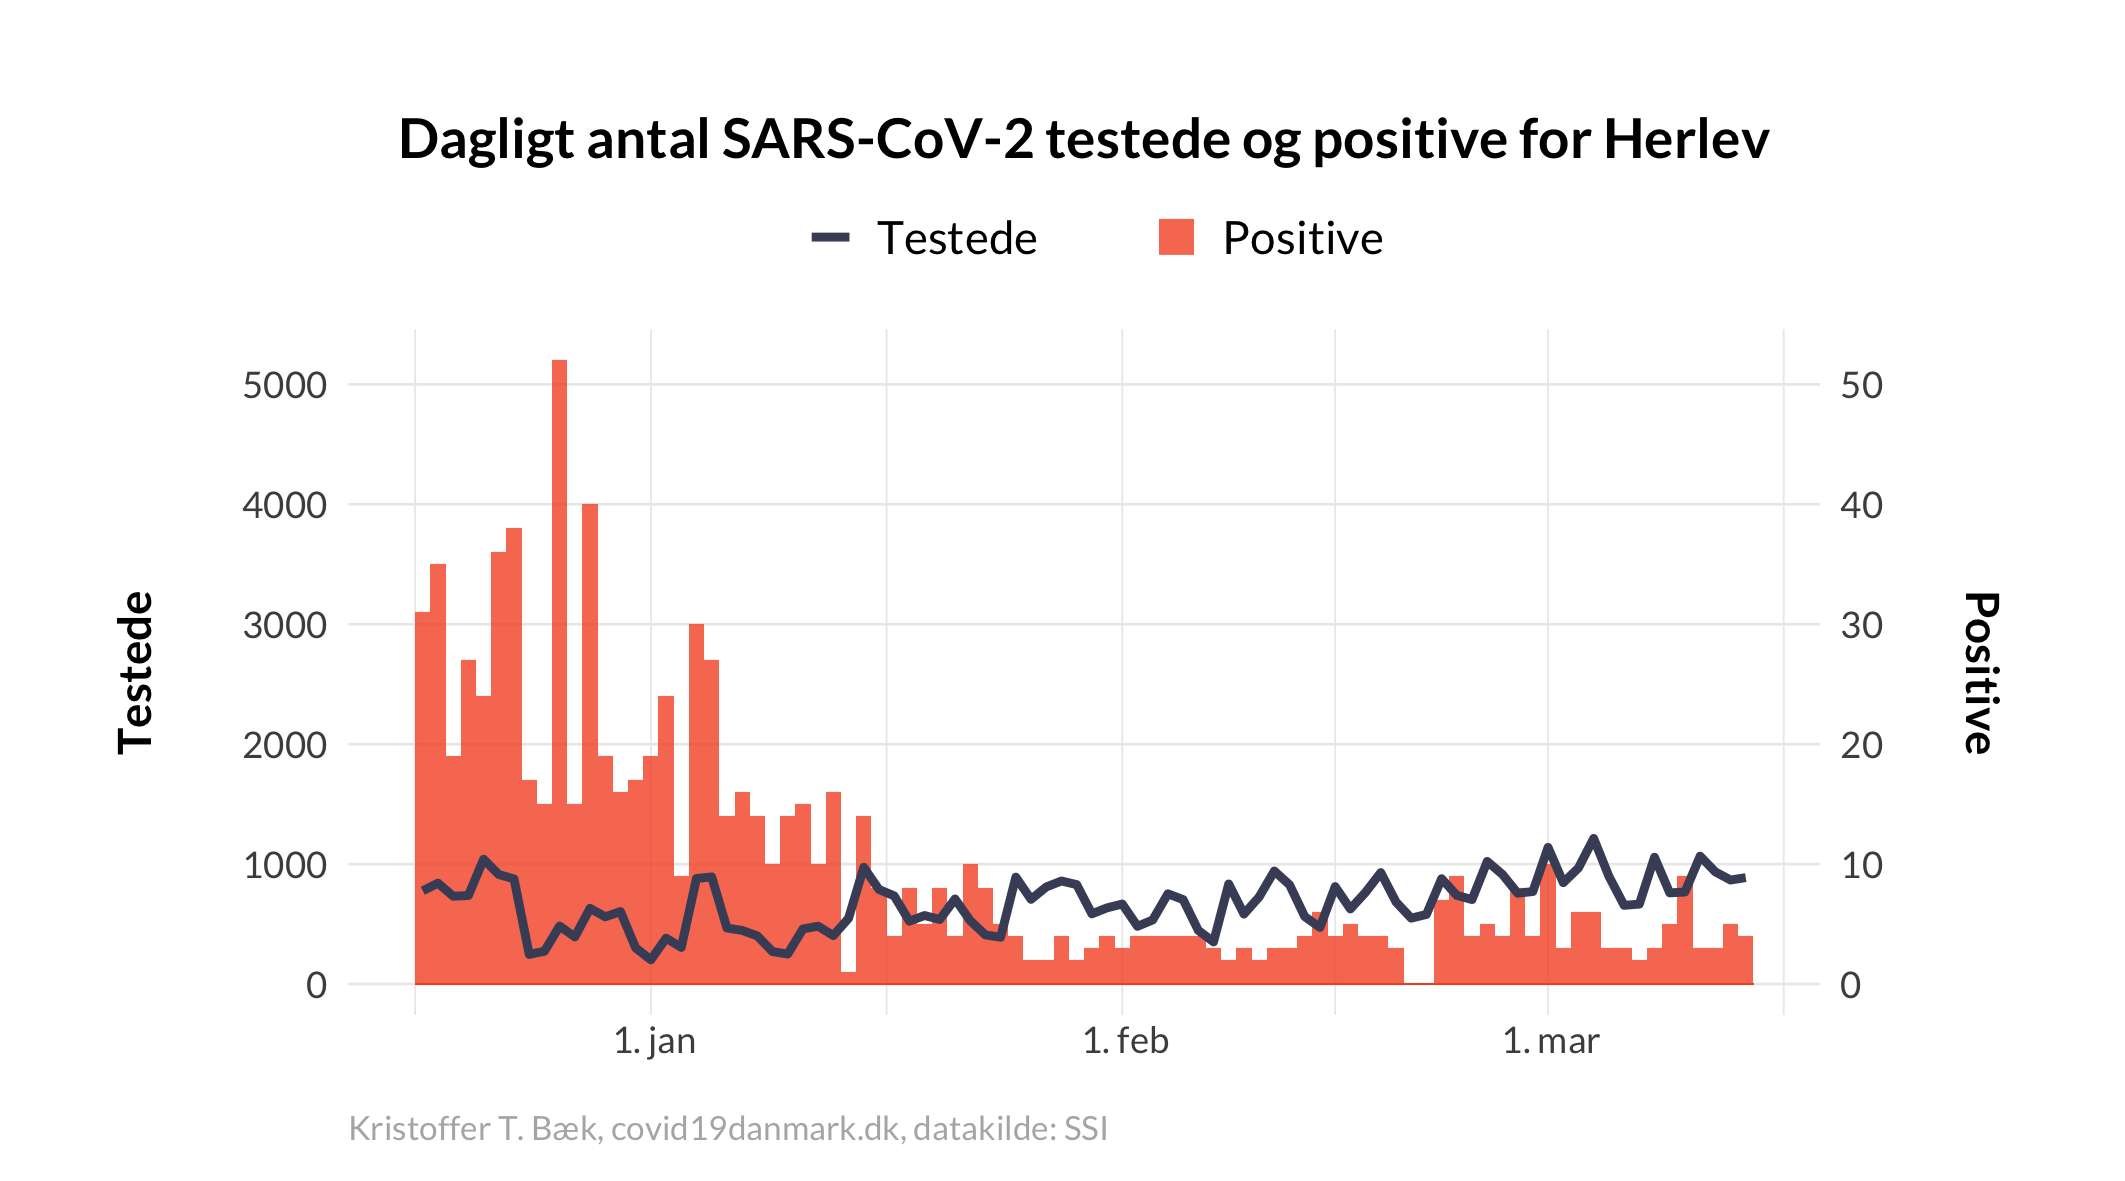 Dagligt antal SARS-CoV-2 testede og positive for Herlev
Testede
Positive
Testede
5000
4000
3000
2000
1000
0
50
40
30
20
10
0
Positive
1. jan
1. feb
1. mar
Kristoffer T. Bæk, covid19danmark.dk, datakilde: SSI